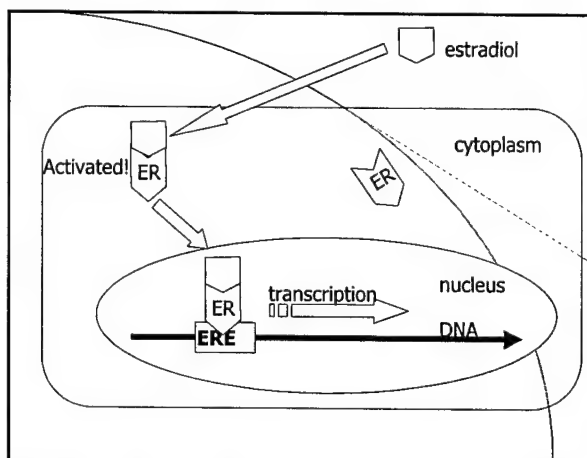 estradiol
cytoplasm
Activated!
ER
ER
nucleus
transcription
ER
DNA
ERE